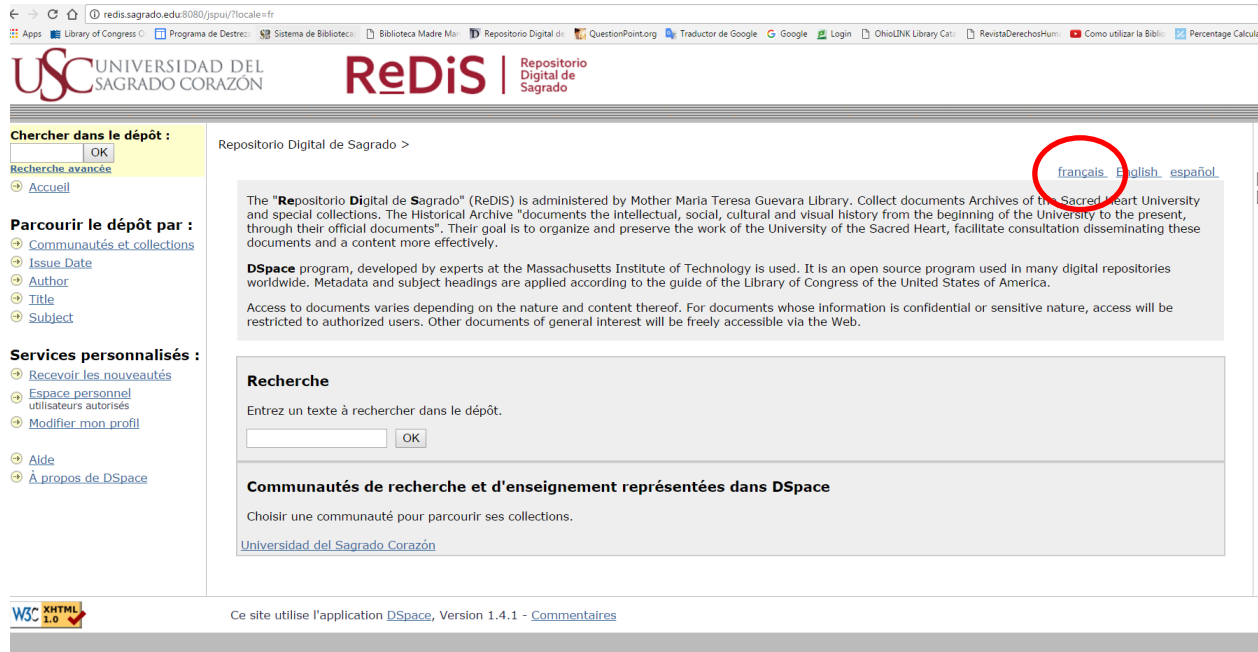 redis.sagrado.edu:8080/jspui/?locale=fr
Apps Library of Congress C Programa de Destreza Sistema de Biblioteca Biblioteca Madre Mar Repositorio Digital de QuestionPoint.org Traductor de Google Google Login OhioLINK Library Cata RevistaDerechosHuma Como utilizar la Biblio Percentage Calcula
USC UNIVERSIDAD DEL
SAGRADO CORAZÓN
ReDiS
Repositorio
Digital de
Sagrado
Chercher dans le dépôt :
OK
Recherche avancée
Accueil
Parcourir le dépôt par :
Communautés et collections
Issue Date
Author
Title
Subject
Services personnalisés :
Recevoir les nouveautés
Espace personnel
utilisateurs autorisés
Modifier mon profil
Aide
À propos de DSpace
Repositorio Digital de Sagrado >
français English español
The "Repositorio Digital de Sagrado" (ReDiS) is administered by Mother Maria Teresa Guevara Library. Collect documents Archives of the Sacred Heart University
and special collections. The Historical Archive "documents the intellectual, social, cultural and visual history from the beginning of the University to the present,
through their official documents". Their goal is to organize and preserve the work of the University of the Sacred Heart, facilitate consultation disseminating these
documents and a content more effectively.
DSpace program, developed by experts at the Massachusetts Institute of Technology is used. It is an open source program used in many digital repositories
worldwide. Metadata and subject headings are applied according to the guide of the Library of Congress of the United States of America.
Access to documents varies depending on the nature and content thereof. For documents whose information is confidential or sensitive nature, access will be
restricted to authorized users. Other documents of general interest will be freely accessible via the Web.
Recherche
Entrez un texte à rechercher dans le dépôt.
OK
Communautés de recherche et d'enseignement représentées dans DSpace
Choisir une communauté pour parcourir ses collections.
Universidad del Sagrado Corazón
W3C XHTML
1.0
Ce site utilise l'application DSpace, Version 1.4.1 - Commentaires